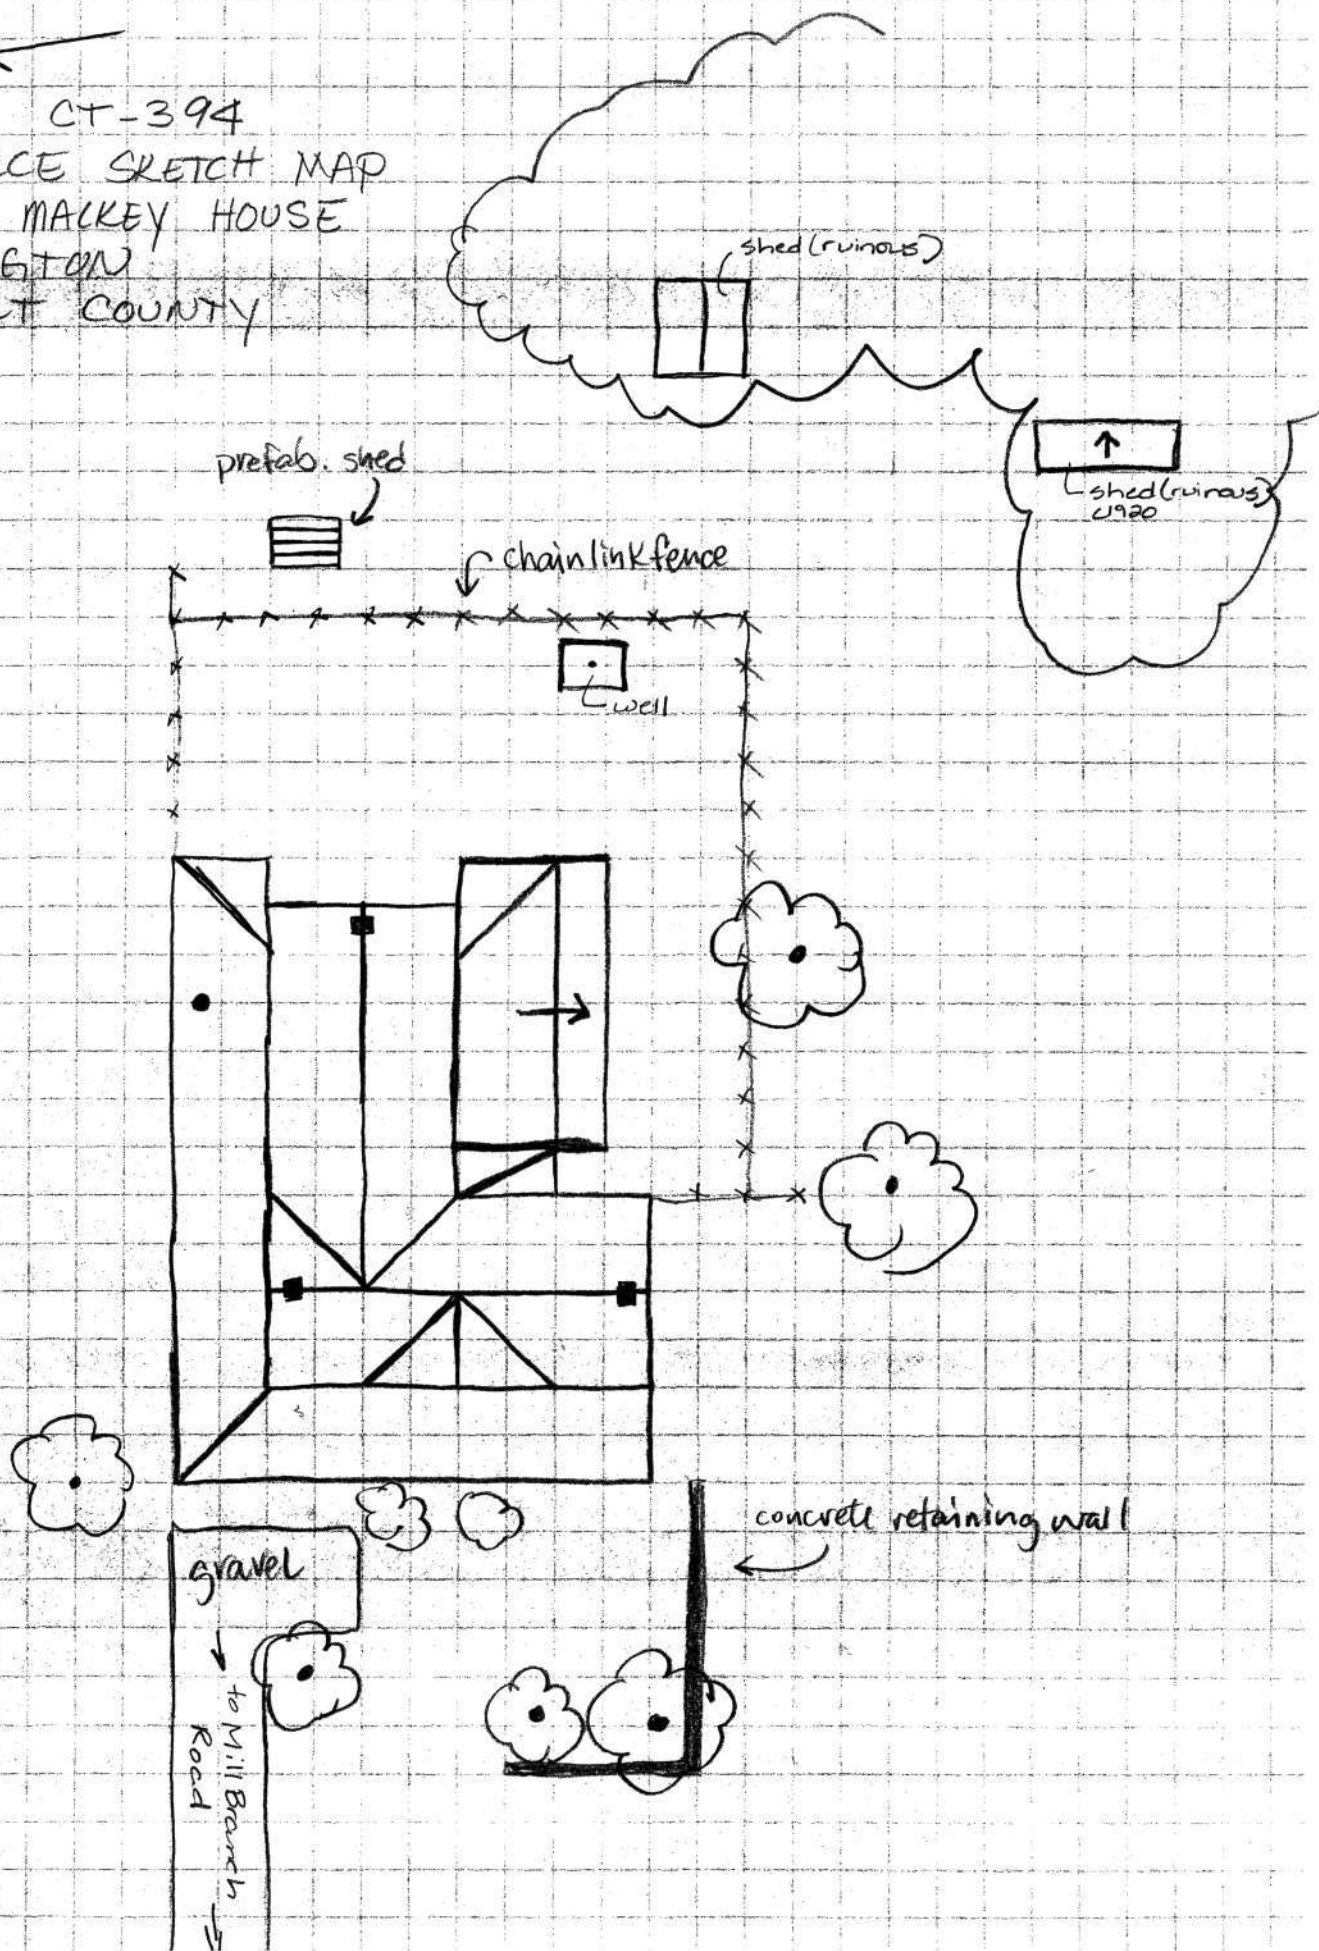 CT-394
CE SKETCH MAP
MACKEY HOUSE
GTON
T COUNTY
shed (ruinous)
prefab. shed
shed (ruinous)
c1920
chainlink fence
well
concrete retaining wall
gravel
to Mill Branch
Road